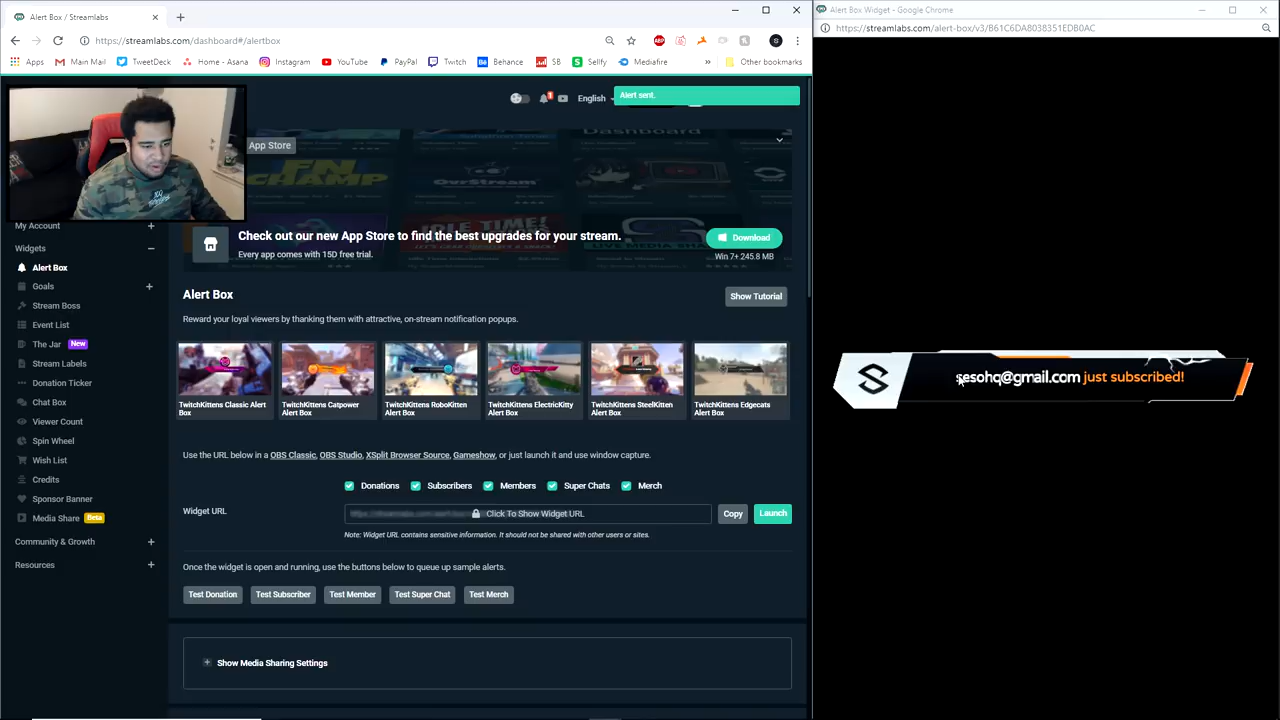 Alert Box | Streamlabs
Alert Box Widget - Google Chrome
https://streamlabs.com/dashboard#/alertbox
https://streamlabs.com/alert-box/v3/B61C6DA8038351EDB0AC
Apps
Main Mail
TweetDeck
Home - Asana
Instagram
YouTube
PayPal
Twitch
Behance
SB
Sellfy
Mediafire
Other bookmarks
English
Alert sent.
App Store
Dashboard
FN CHAMP
OurStream
IDLE TIME!
Check out our new App Store to find the best upgrades for your stream.
Every app comes with 15D free trial.
Download
Win 7+ 245.8 MB
My Account
Widgets
Alert Box
Goals
Stream Boss
Event List
The Jar New
Stream Labels
Donation Ticker
Chat Box
Viewer Count
Spin Wheel
Wish List
Credits
Sponsor Banner
Media Share Beta
Community & Growth
Resources
Alert Box
Show Tutorial
Reward your loyal viewers by thanking them with attractive, on-stream notification popups.
TwitchKittens Classic Alert Box
TwitchKittens Catpower Alert Box
TwitchKittens RoboKitten Alert Box
TwitchKittens ElectricKitty Alert Box
TwitchKittens SteelKitten Alert Box
TwitchKittens Edgecats Alert Box
Use the URL below in a OBS Classic, OBS Studio, XSplit Browser Source, Gameshow, or just launch it and use window capture.
Donations
Subscribers
Members
Super Chats
Merch
Widget URL
Click To Show Widget URL
Copy
Launch
Note: Widget URL contains sensitive information. It should not be shared with other users or sites.
Once the widget is open and running, use the buttons below to queue up sample alerts.
Test Donation
Test Subscriber
Test Member
Test Super Chat
Test Merch
Show Media Sharing Settings
sesohq@gmail.com just subscribed!